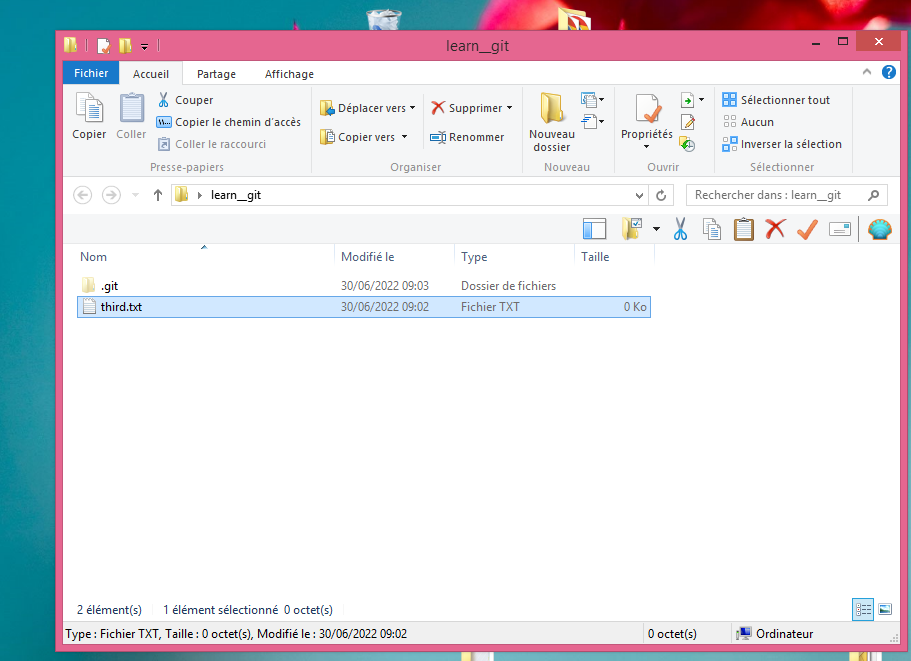 learn__git
Fichier Accueil Partage Affichage
Copier
Coller
Couper
Copier le chemin d'accès
Coller le raccourci
Presse-papiers
Déplacer vers
Copier vers
Supprimer
Renommer
Organiser
Nouveau
dossier
Nouveau
Propriétés
Ouvrir
Sélectionner tout
Aucun
Inverser la sélection
Sélectionner
learn__git
Rechercher dans : learn__git
Nom Modifié le Type Taille
.git 30/06/2022 09:03 Dossier de fichiers
third.txt 30/06/2022 09:02 Fichier TXT 0 Ko
2 élément(s) 1 élément sélectionné 0 octet(s)
Type : Fichier TXT, Taille : 0 octet(s), Modifié le : 30/06/2022 09:02 0 octet(s) Ordinateur